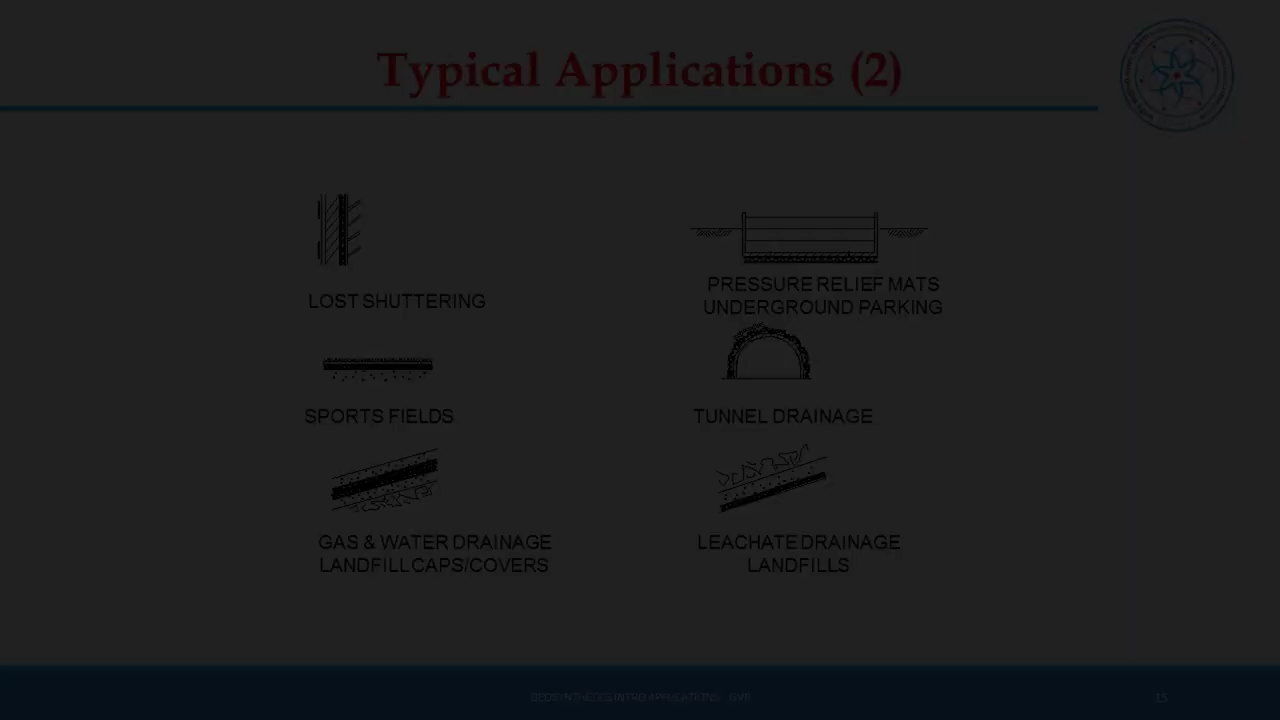 Typical Applications (2)
LOST SHUTTERING
PRESSURE RELIEF MATS
UNDERGROUND PARKING
SPORTS FIELDS
TUNNEL DRAINAGE
GAS & WATER DRAINAGE
LANDFILL CAPS/COVERS
LEACHATE DRAINAGE
LANDFILLS
15